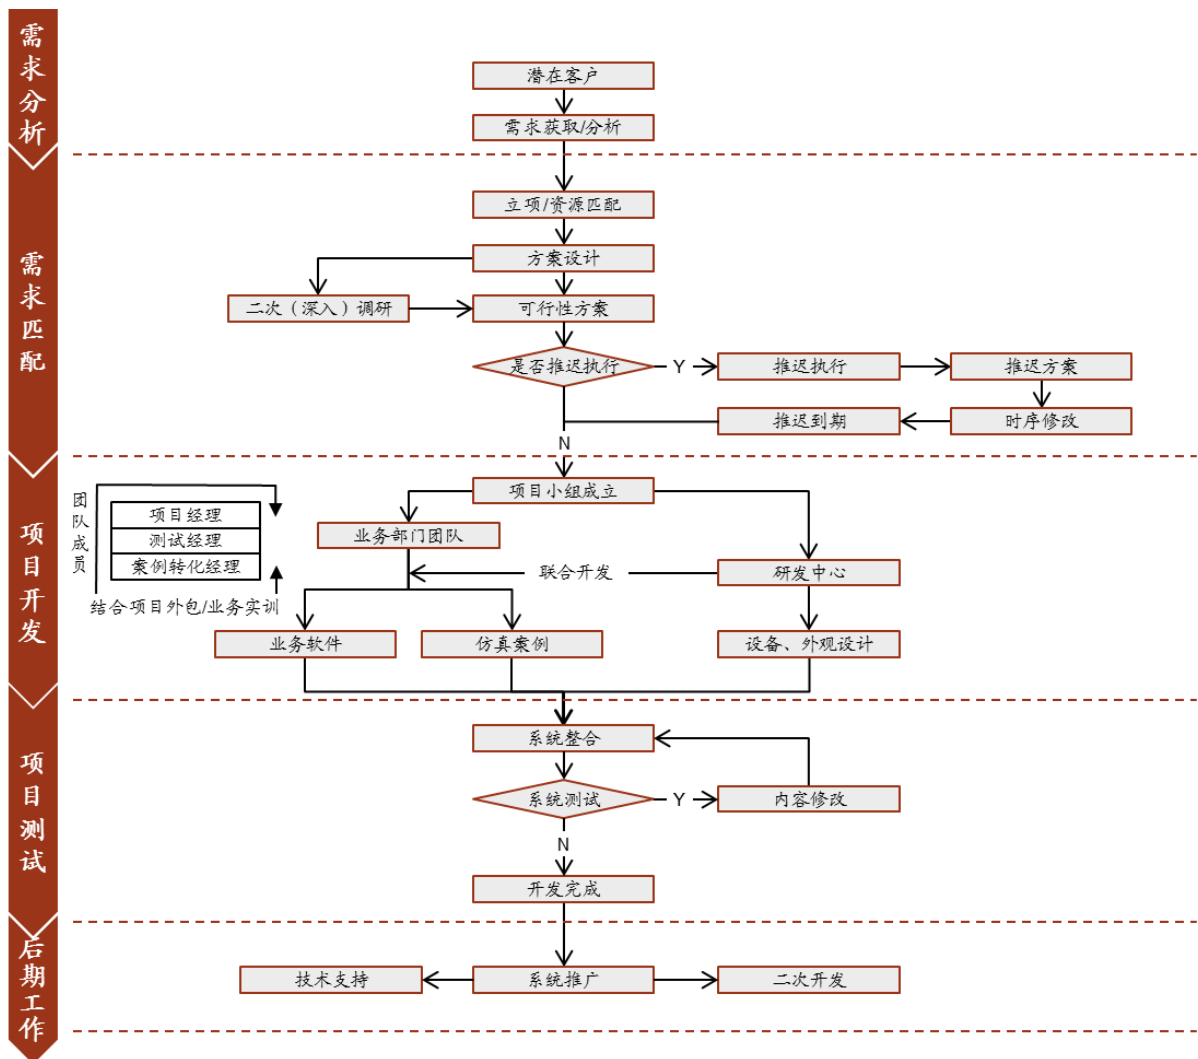 需求分析
潜在客户
需求获取/分析
需求匹配
立项/资源匹配
方案设计
二次（深入）调研
可行性方案
是否推迟执行
Y
推迟执行
推迟方案
推迟到期
时序修改
N
项目开发
团队成员
项目经理
测试经理
案例转化经理
结合项目外包/业务实训
项目小组成立
业务部门团队
联合开发
研发中心
业务软件
仿真案例
设备、外观设计
项目测试
系统整合
系统测试
Y
内容修改
N
开发完成
后期工作
技术支持
系统推广
二次开发